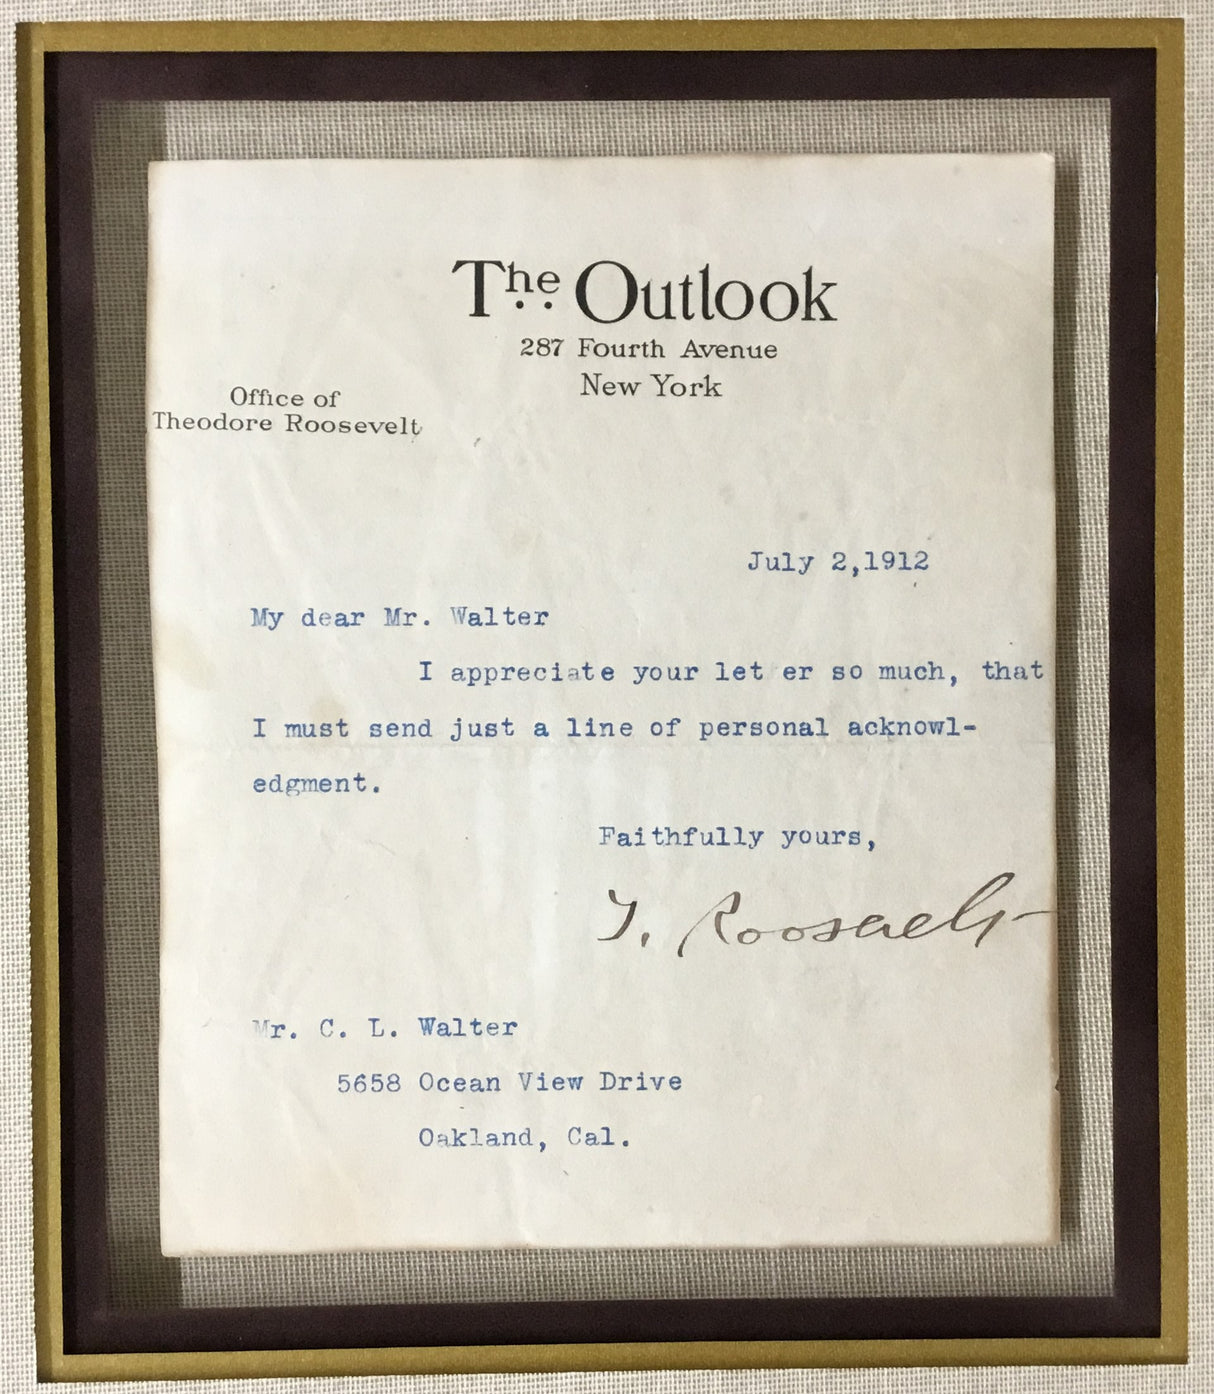 The Outlook
287 Fourth Avenue
New York
Office of
Theodore Roosevelt
July 2,1912
My dear Mr. Walter
I appreciate your let er so much, that
I must send just a line of personal acknowl-
edgment.
Faithfully yours,
T. Roosevelt
Mr. C. L. Walter
5658 Ocean View Drive
Oakland, Cal.